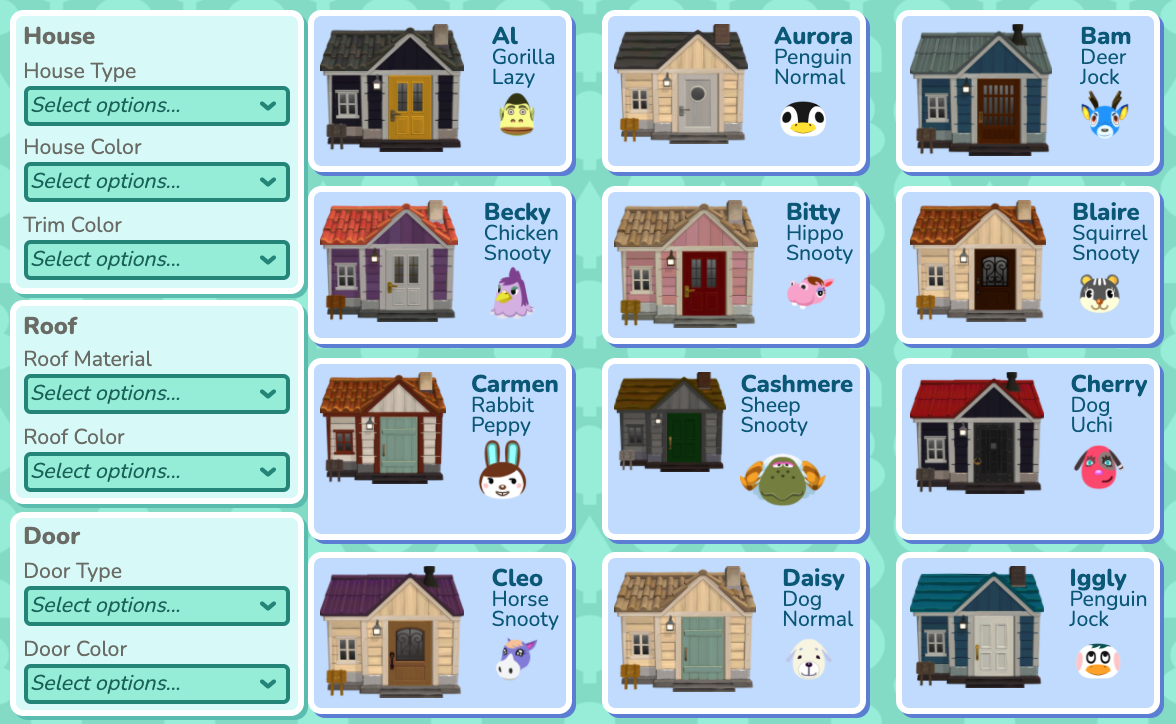 House
House Type
Select options...
House Color
Select options...
Trim Color
Select options...
Roof
Roof Material
Select options...
Roof Color
Select options...
Door
Door Type
Select options...
Door Color
Select options...
Al
Gorilla
Lazy
Aurora
Penguin
Normal
Bam
Deer
Jock
Becky
Chicken
Snooty
Bitty
Hippo
Snooty
Blaire
Squirrel
Snooty
Carmen
Rabbit
Peppy
Cashmere
Sheep
Snooty
Cherry
Dog
Uchi
Cleo
Horse
Snooty
Daisy
Dog
Normal
Iggly
Penguin
Jock